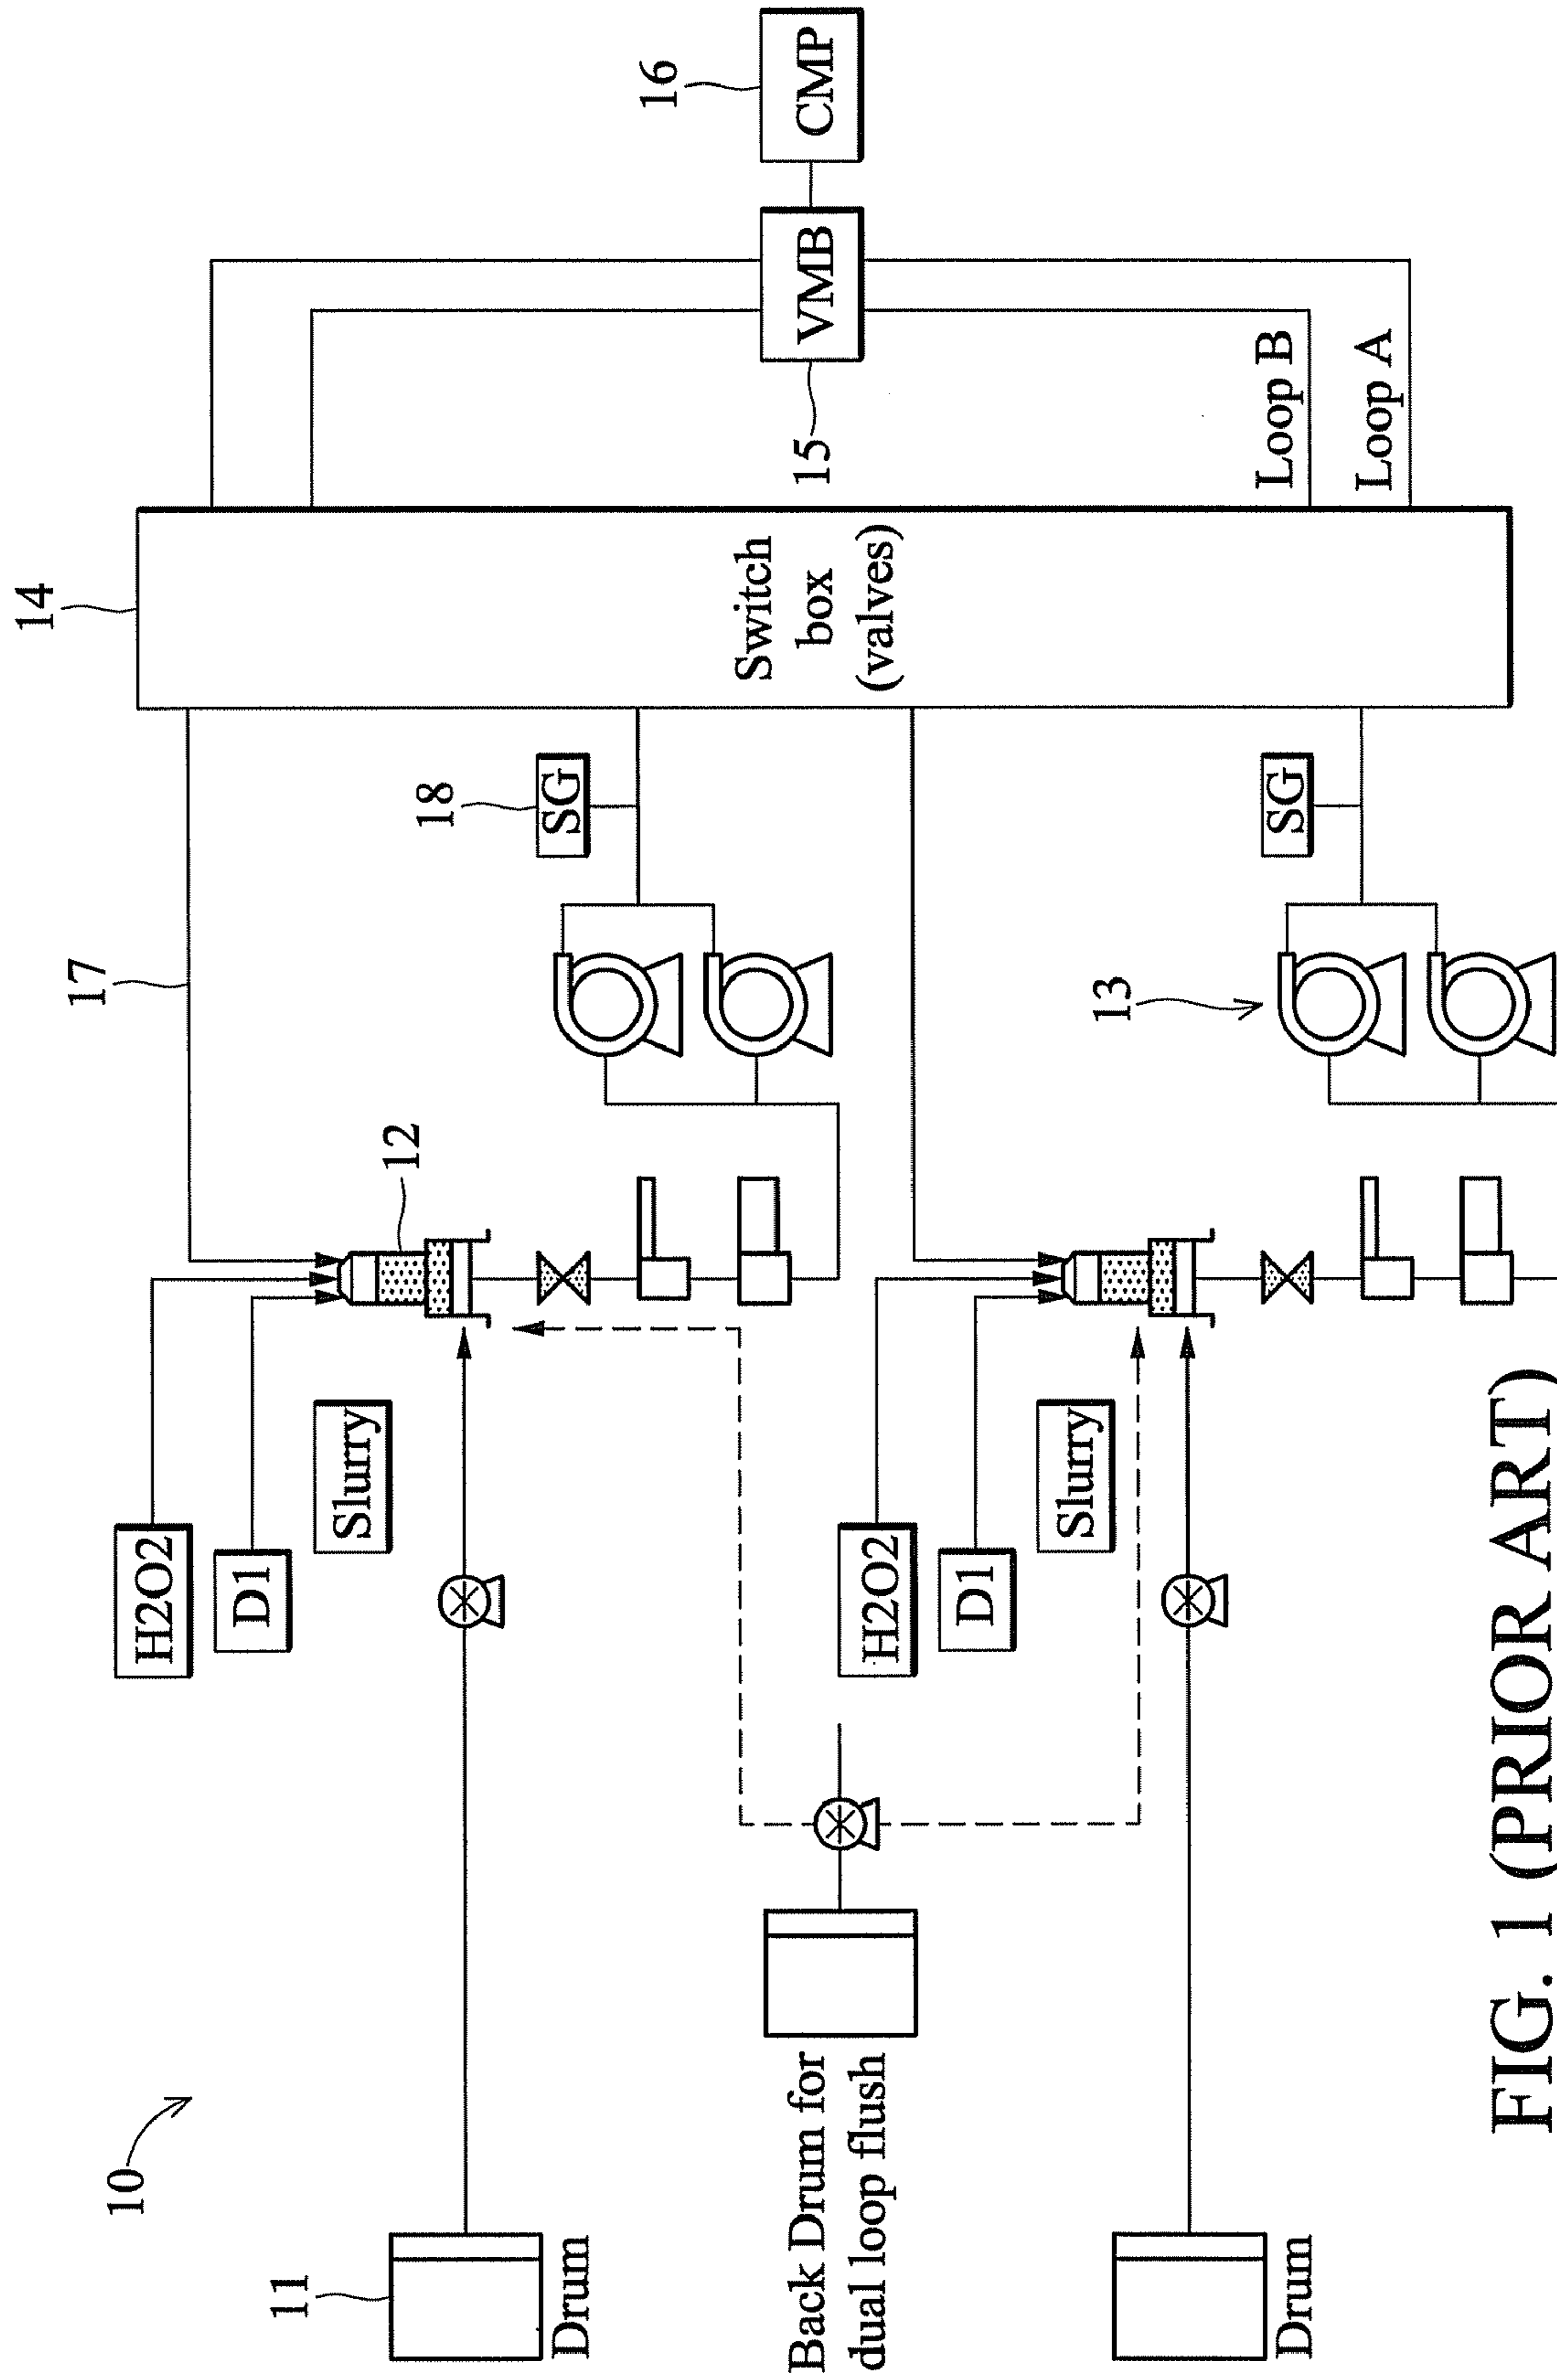 10
11
Drum
H2O2
D1
Slurry
12
17
18
SG
14
Switch
box
(valves)
15
VMB
16
CMP
Loop B
Loop A
Back Drum for
dual loop flush
H2O2
D1
Slurry
13
SG
Drum
FIG. 1 (PRIOR ART)